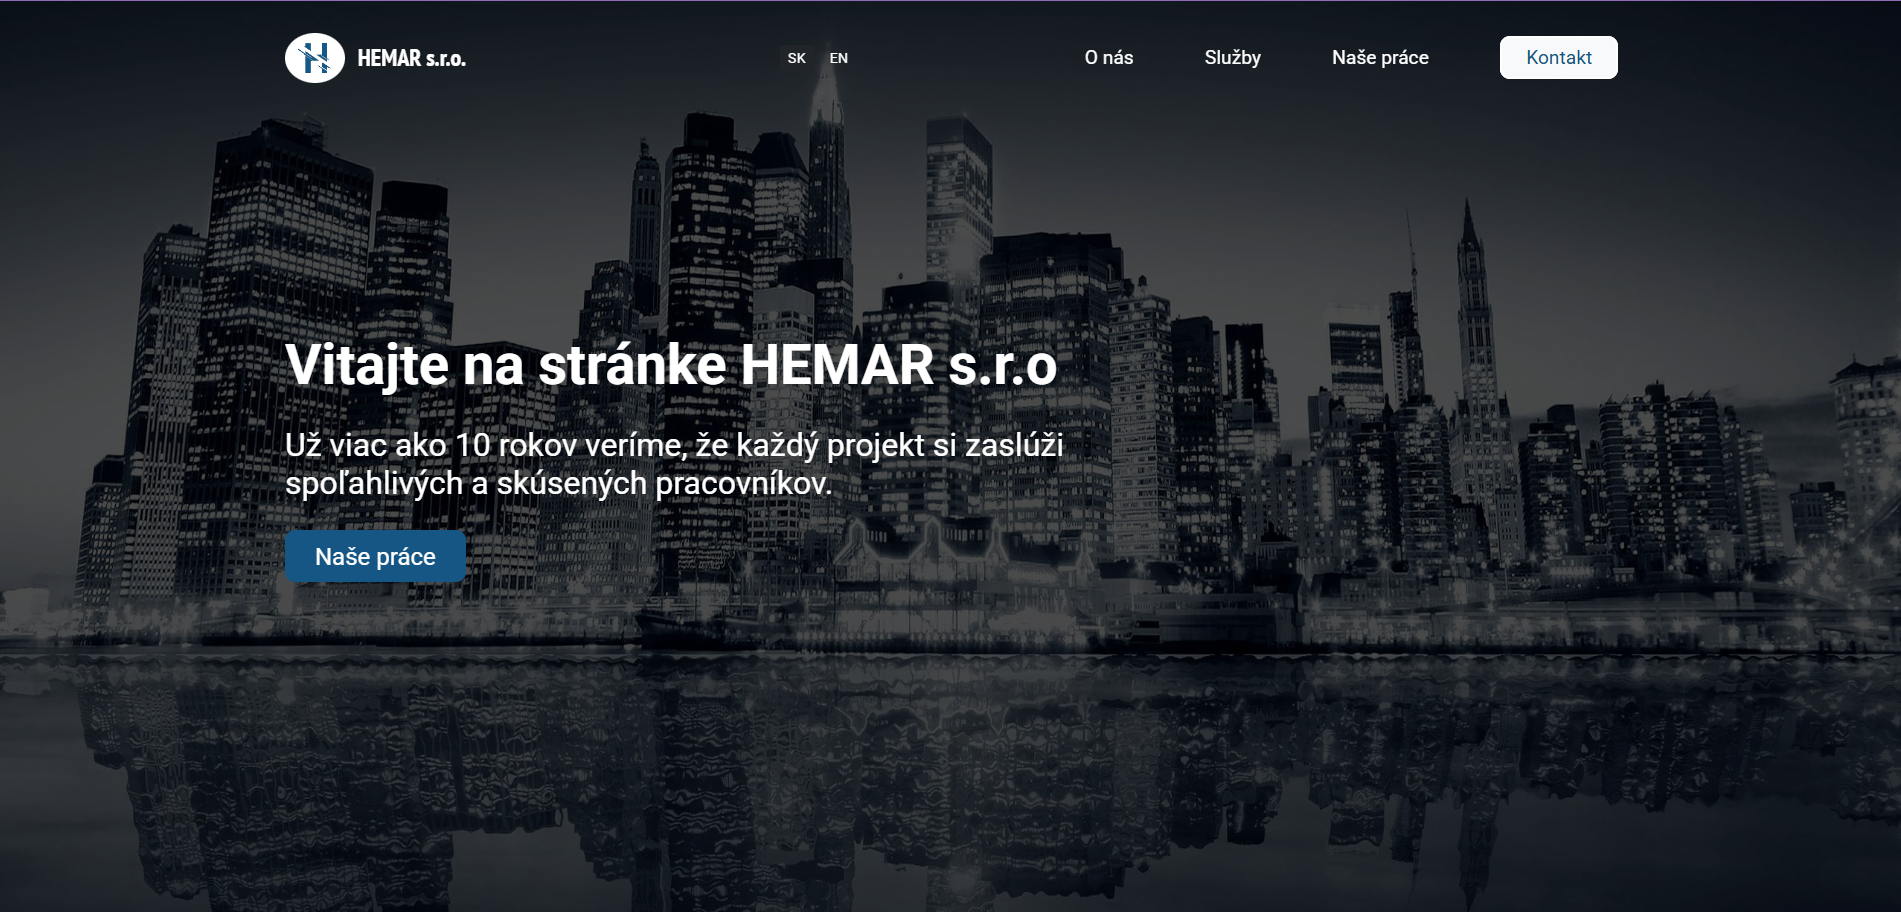 HEMAR s.r.o.
SK
EN
O nás
Služby
Naše práce
Kontakt
Vitajte na stránke HEMAR s.r.o
Už viac ako 10 rokov veríme, že každý projekt si zaslúži
spoľahlivých a skúsených pracovníkov.
Naše práce